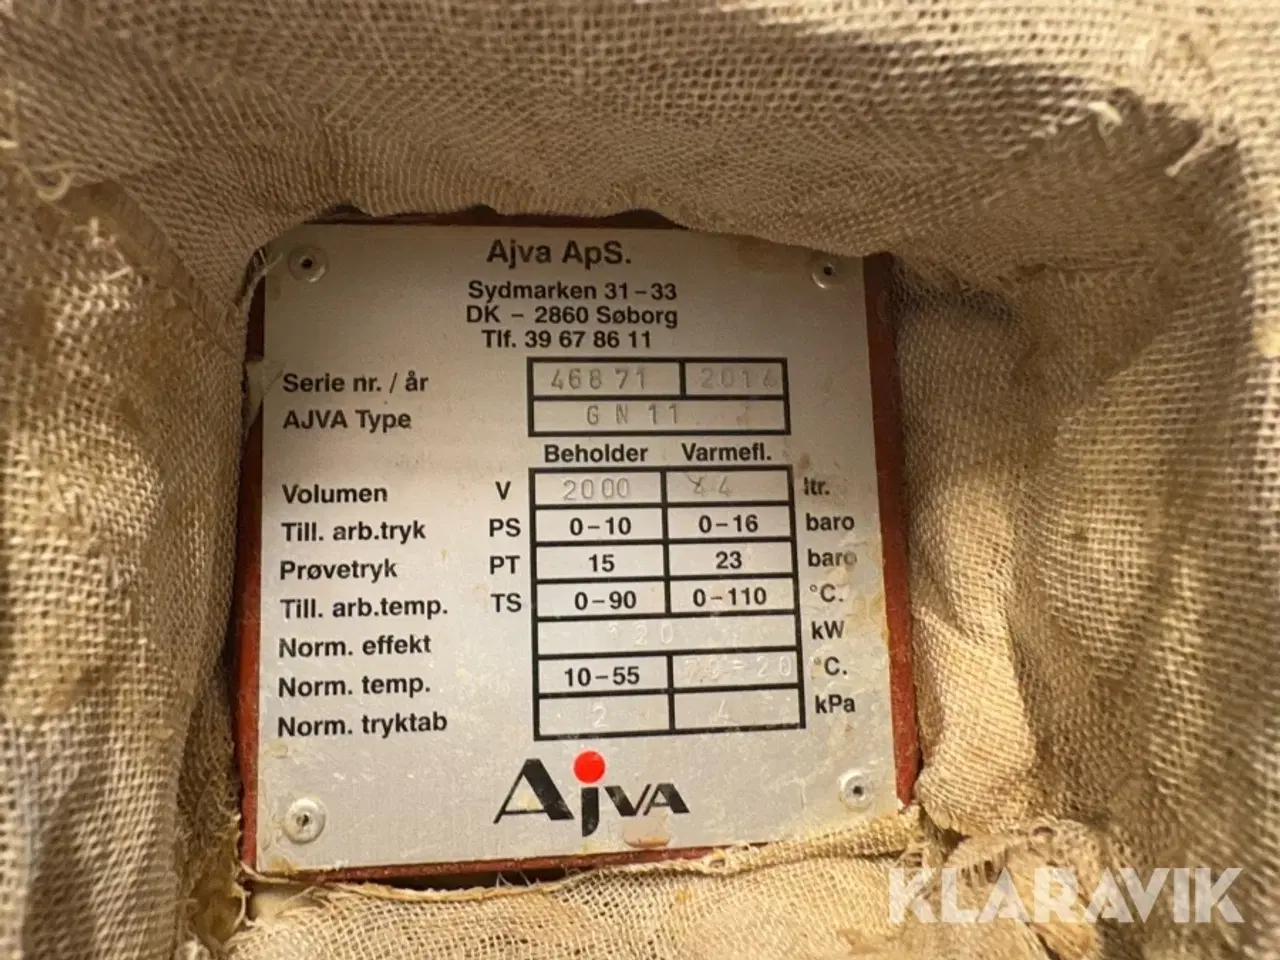 Ajva ApS.
Sydmarken 31-33
DK - 2860 Søborg
Tlf. 39 67 86 11
Serie nr. / år 46871 2014
AJVA Type GN 11
Beholder Varmefl.
Volumen V 2000 44 ltr.
Till. arb.tryk PS 0-10 0-16 baro
Prøvetryk PT 15 23 baro
Till. arb.temp. TS 0-90 0-110 °C.
Norm. effekt 120 kW
Norm. temp. 10-55 °C.
Norm. tryktab 2 4 kPa
AJVA
KLARAVIK